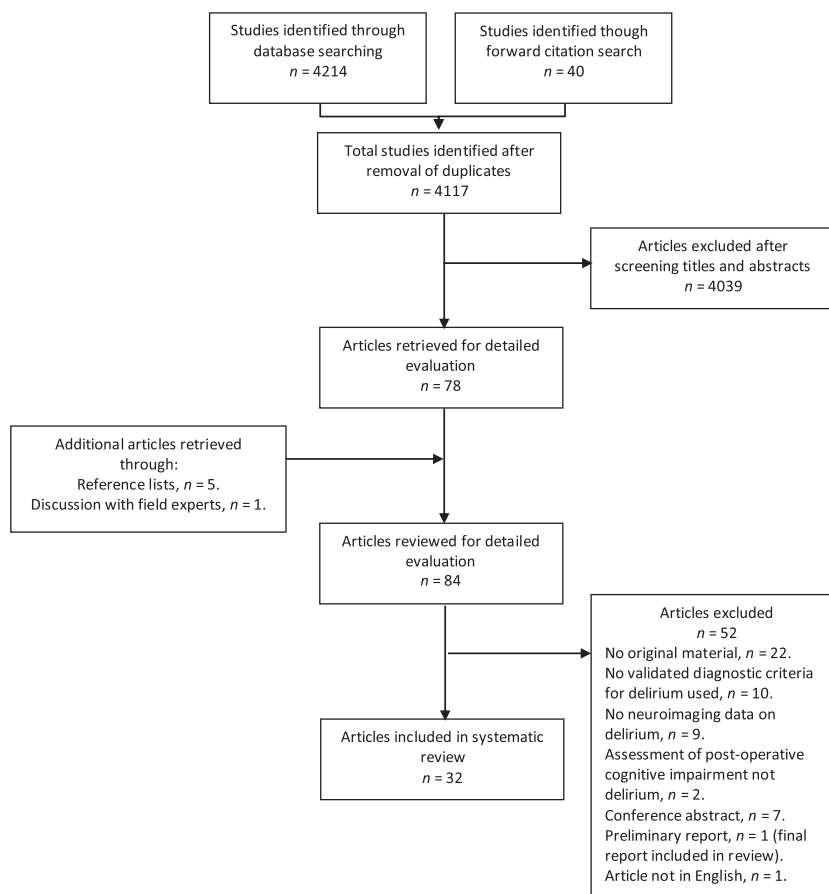 Studies identified through
database searching
n = 4214
Studies identified though
forward citation search
n = 40
Total studies identified after
removal of duplicates
n = 4117
Articles excluded after
screening titles and abstracts
n = 4039
Articles retrieved for detailed
evaluation
n = 78
Additional articles retrieved
through:
Reference lists, n = 5.
Discussion with field experts, n = 1.
Articles reviewed for detailed
evaluation
n = 84
Articles excluded
n = 52
No original material, n = 22.
No validated diagnostic criteria
for delirium used, n = 10.
No neuroimaging data on
delirium, n = 9.
Assessment of post-operative
cognitive impairment not
delirium, n = 2.
Conference abstract, n = 7.
Preliminary report, n = 1 (final
report included in review).
Article not in English, n = 1.
Articles included in systematic
review
n = 32